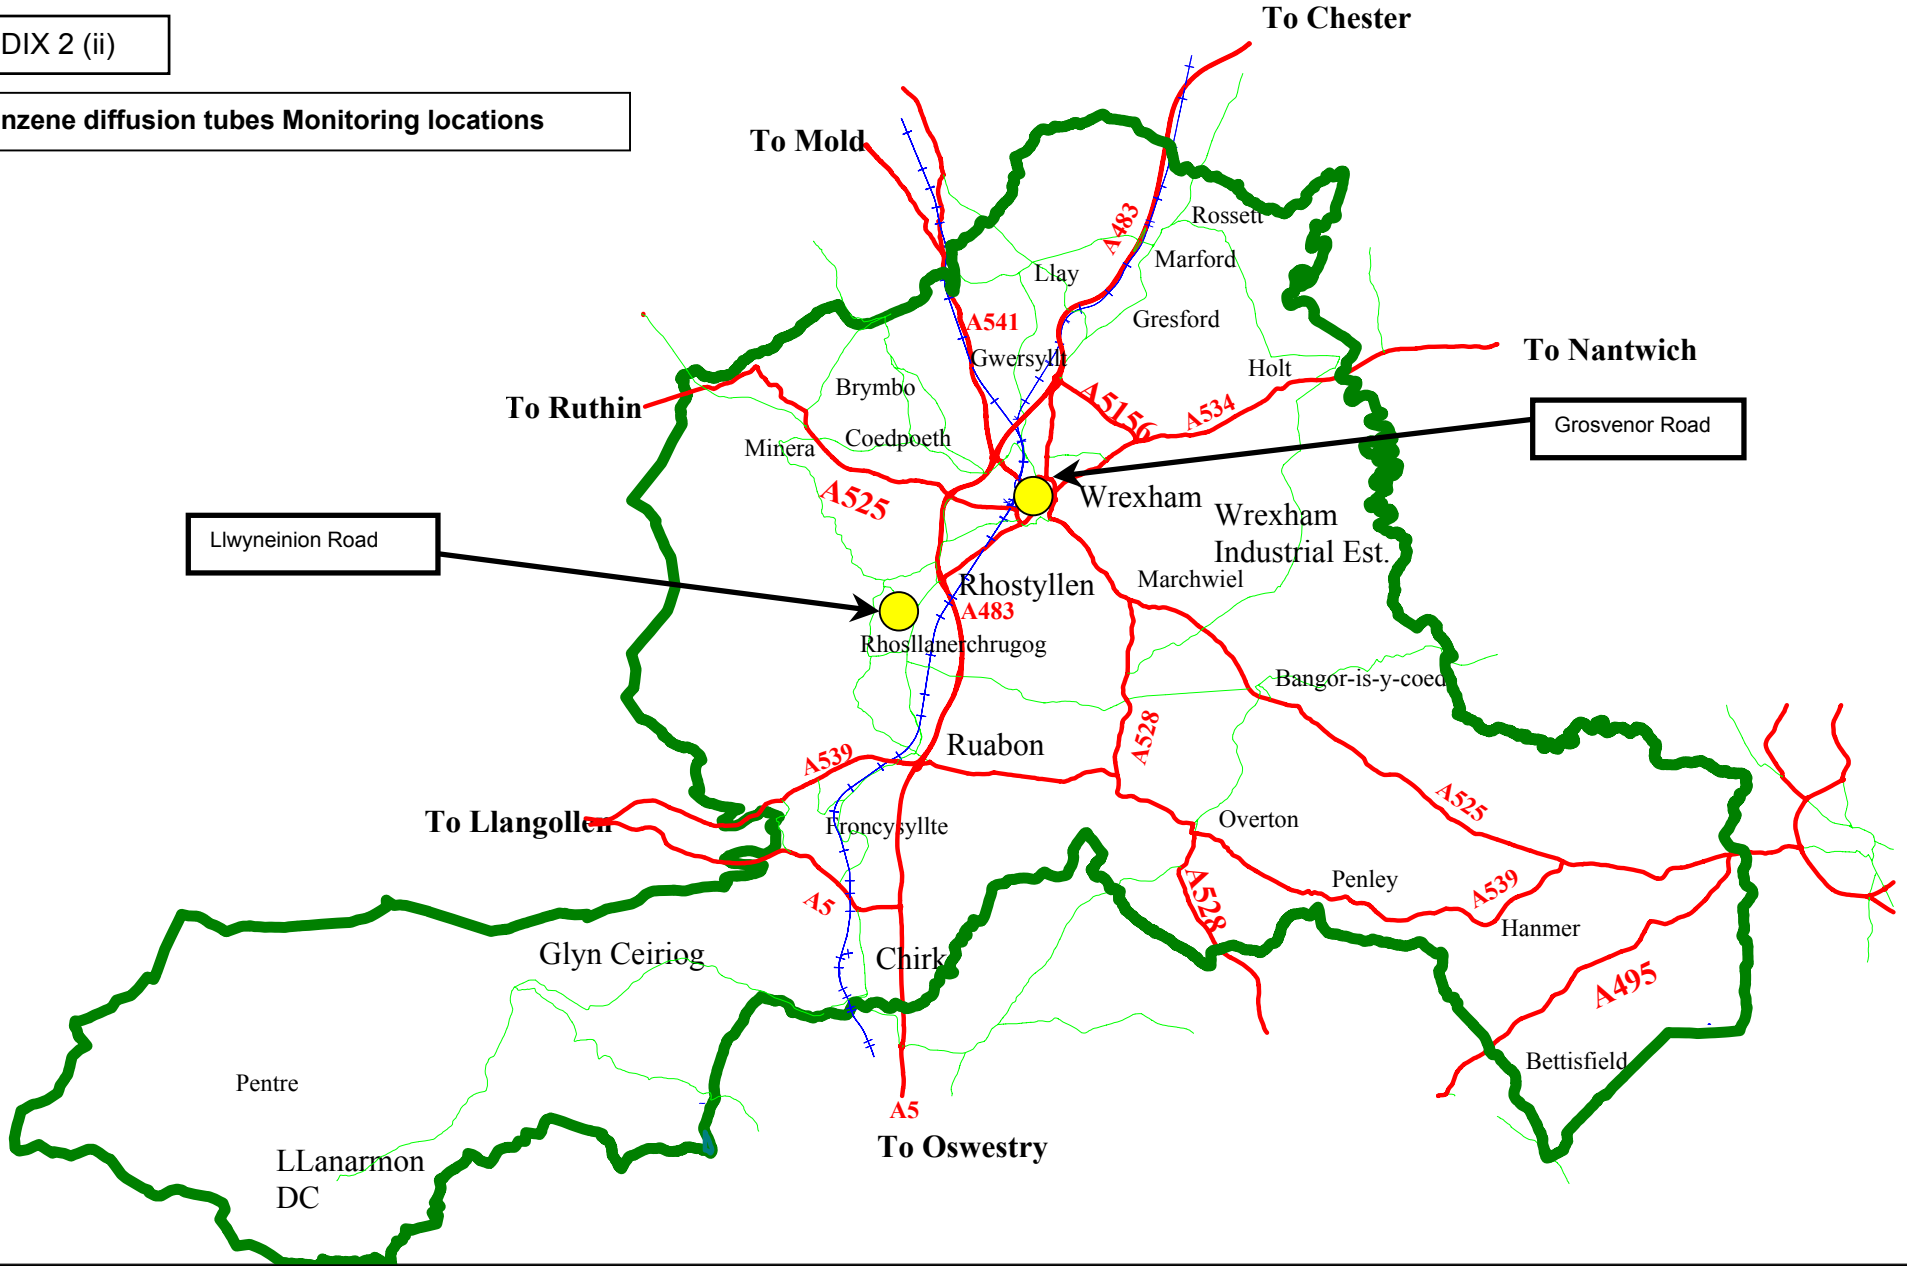 DIX 2 (ii)
nzene diffusion tubes Monitoring locations
To Chester
To Mold
Rossett
A483
Marford
Llay
Gresford
A541
Gwersyllt
To Nantwich
Holt
Brymbo
To Ruthin
A5156
A534
Grosvenor Road
Coedpoeth
Minera
A525
Wrexham
Wrexham
Industrial Est.
Llwyneinion Road
Marchwiel
Rhostyllen
A483
Rhosllanerchrugog
Bangor-is-y-coed
A528
Ruabon
A539
A525
To Llangollen
Froncysyllte
Overton
Penley
A539
A5
A528
Hanmer
Glyn Ceiriog
Chirk
A495
Bettisfield
Pentre
A5
To Oswestry
LLanarmon
DC